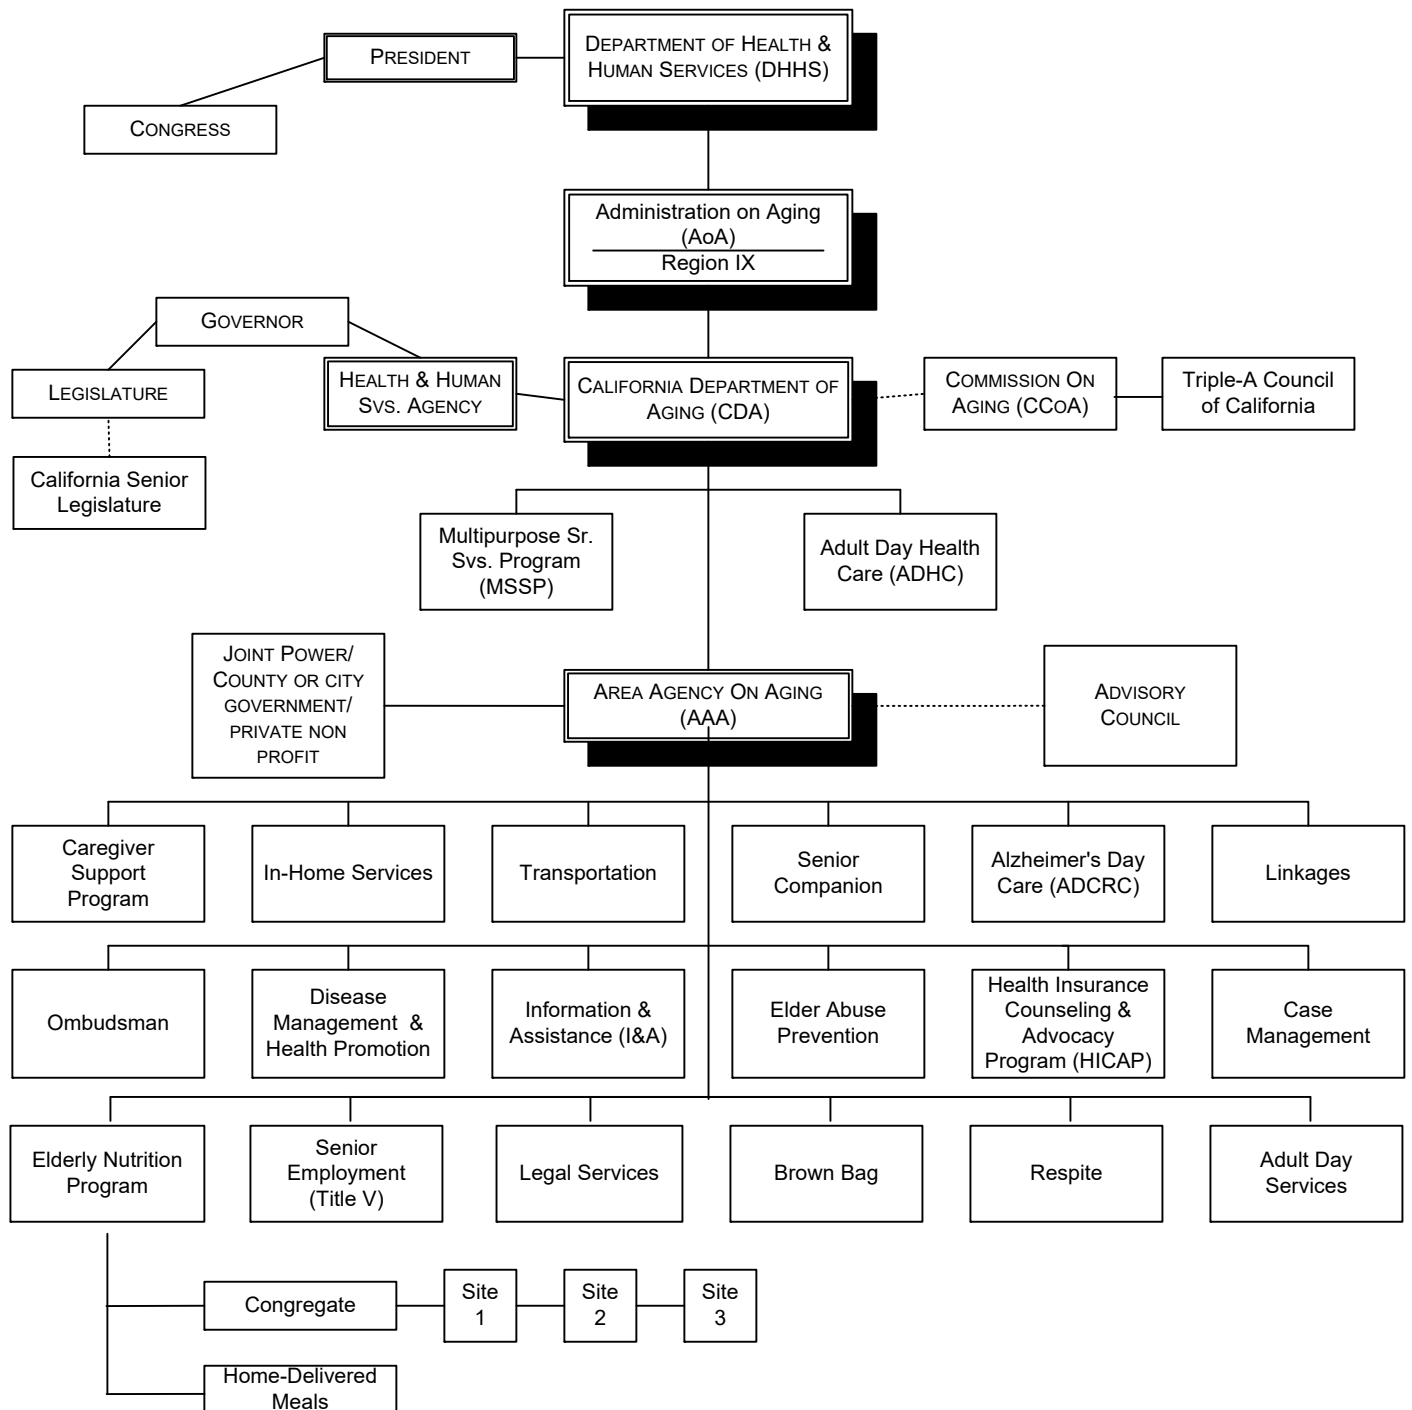 DEPARTMENT OF HEALTH &
HUMAN SERVICES (DHHS)
PRESIDENT
CONGRESS
Administration on Aging
(AoA)
Region IX
GOVERNOR
LEGISLATURE
HEALTH & HUMAN
SVS. AGENCY
CALIFORNIA DEPARTMENT OF
AGING (CDA)
COMMISSION ON
AGING (CCOA)
Triple-A Council
of California
California Senior
Legislature
Multipurpose Sr.
Svs. Program
(MSSP)
Adult Day Health
Care (ADHC)
JOINT POWER/
COUNTY OR CITY
GOVERNMENT/
PRIVATE NON
PROFIT
AREA AGENCY ON AGING
(AAA)
ADVISORY
COUNCIL
Caregiver
Support
Program
In-Home Services
Transportation
Senior
Companion
Alzheimer's Day
Care (ADCRC)
Linkages
Ombudsman
Disease
Management &
Health Promotion
Information &
Assistance (I&A)
Elder Abuse
Prevention
Health Insurance
Counseling &
Advocacy
Program (HICAP)
Case
Management
Elderly Nutrition
Program
Senior
Employment
(Title V)
Legal Services
Brown Bag
Respite
Adult Day
Services
Congregate
Site
1
Site
2
Site
3
Home-Delivered
Meals